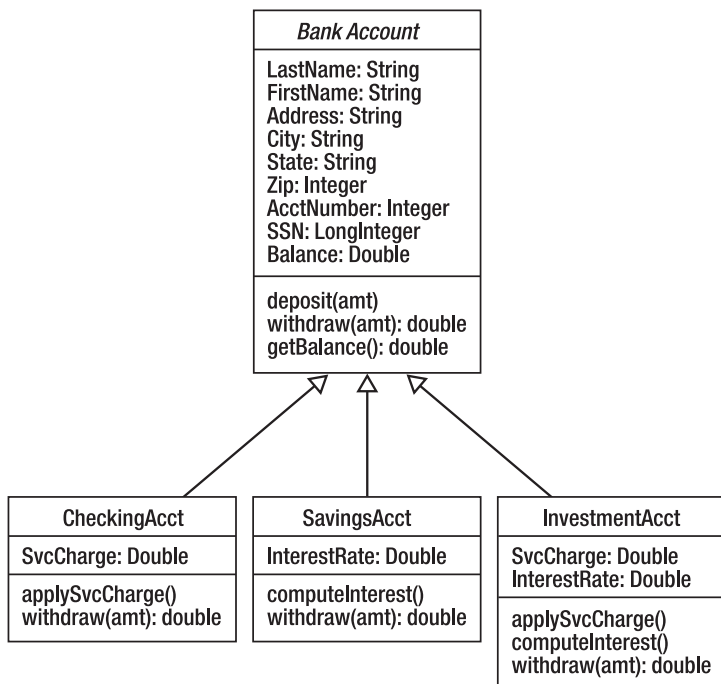 Bank Account
LastName: String
FirstName: String
Address: String
City: String
State: String
Zip: Integer
AcctNumber: Integer
SSN: LongInteger
Balance: Double
deposit(amt)
withdraw(amt): double
getBalance(): double
CheckingAcct
SvcCharge: Double
applySvcCharge()
withdraw(amt): double
SavingsAcct
InterestRate: Double
computeInterest()
withdraw(amt): double
InvestmentAcct
SvcCharge: Double
InterestRate: Double
applySvcCharge()
computeInterest()
withdraw(amt): double